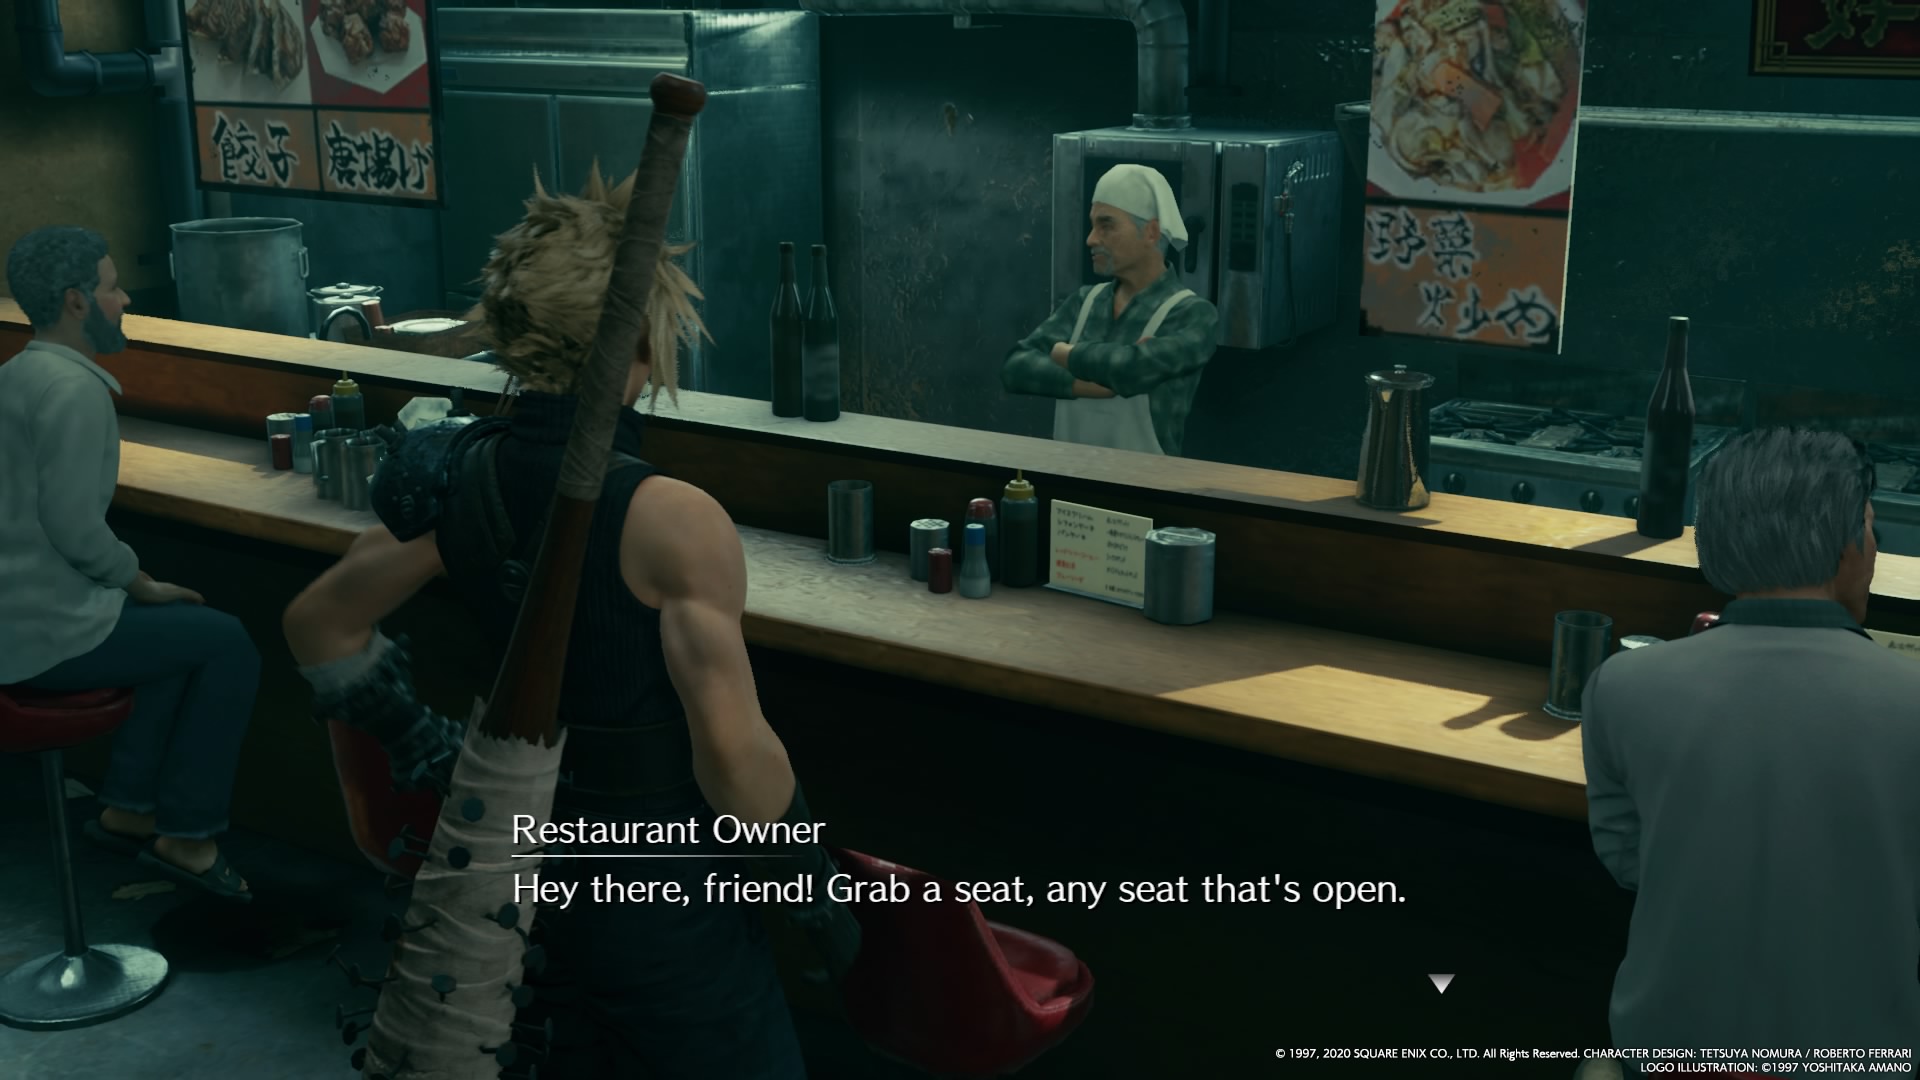 餃子
唐揚げ
野菜
炒め
好
Restaurant Owner
Hey there, friend! Grab a seat, any seat that's open.
© 1997, 2020 SQUARE ENIX CO., LTD. All Rights Reserved. CHARACTER DESIGN: TETSUYA NOMURA / ROBERTO FERRARI
LOGO ILLUSTRATION: ©1997 YOSHITAKA AMANO